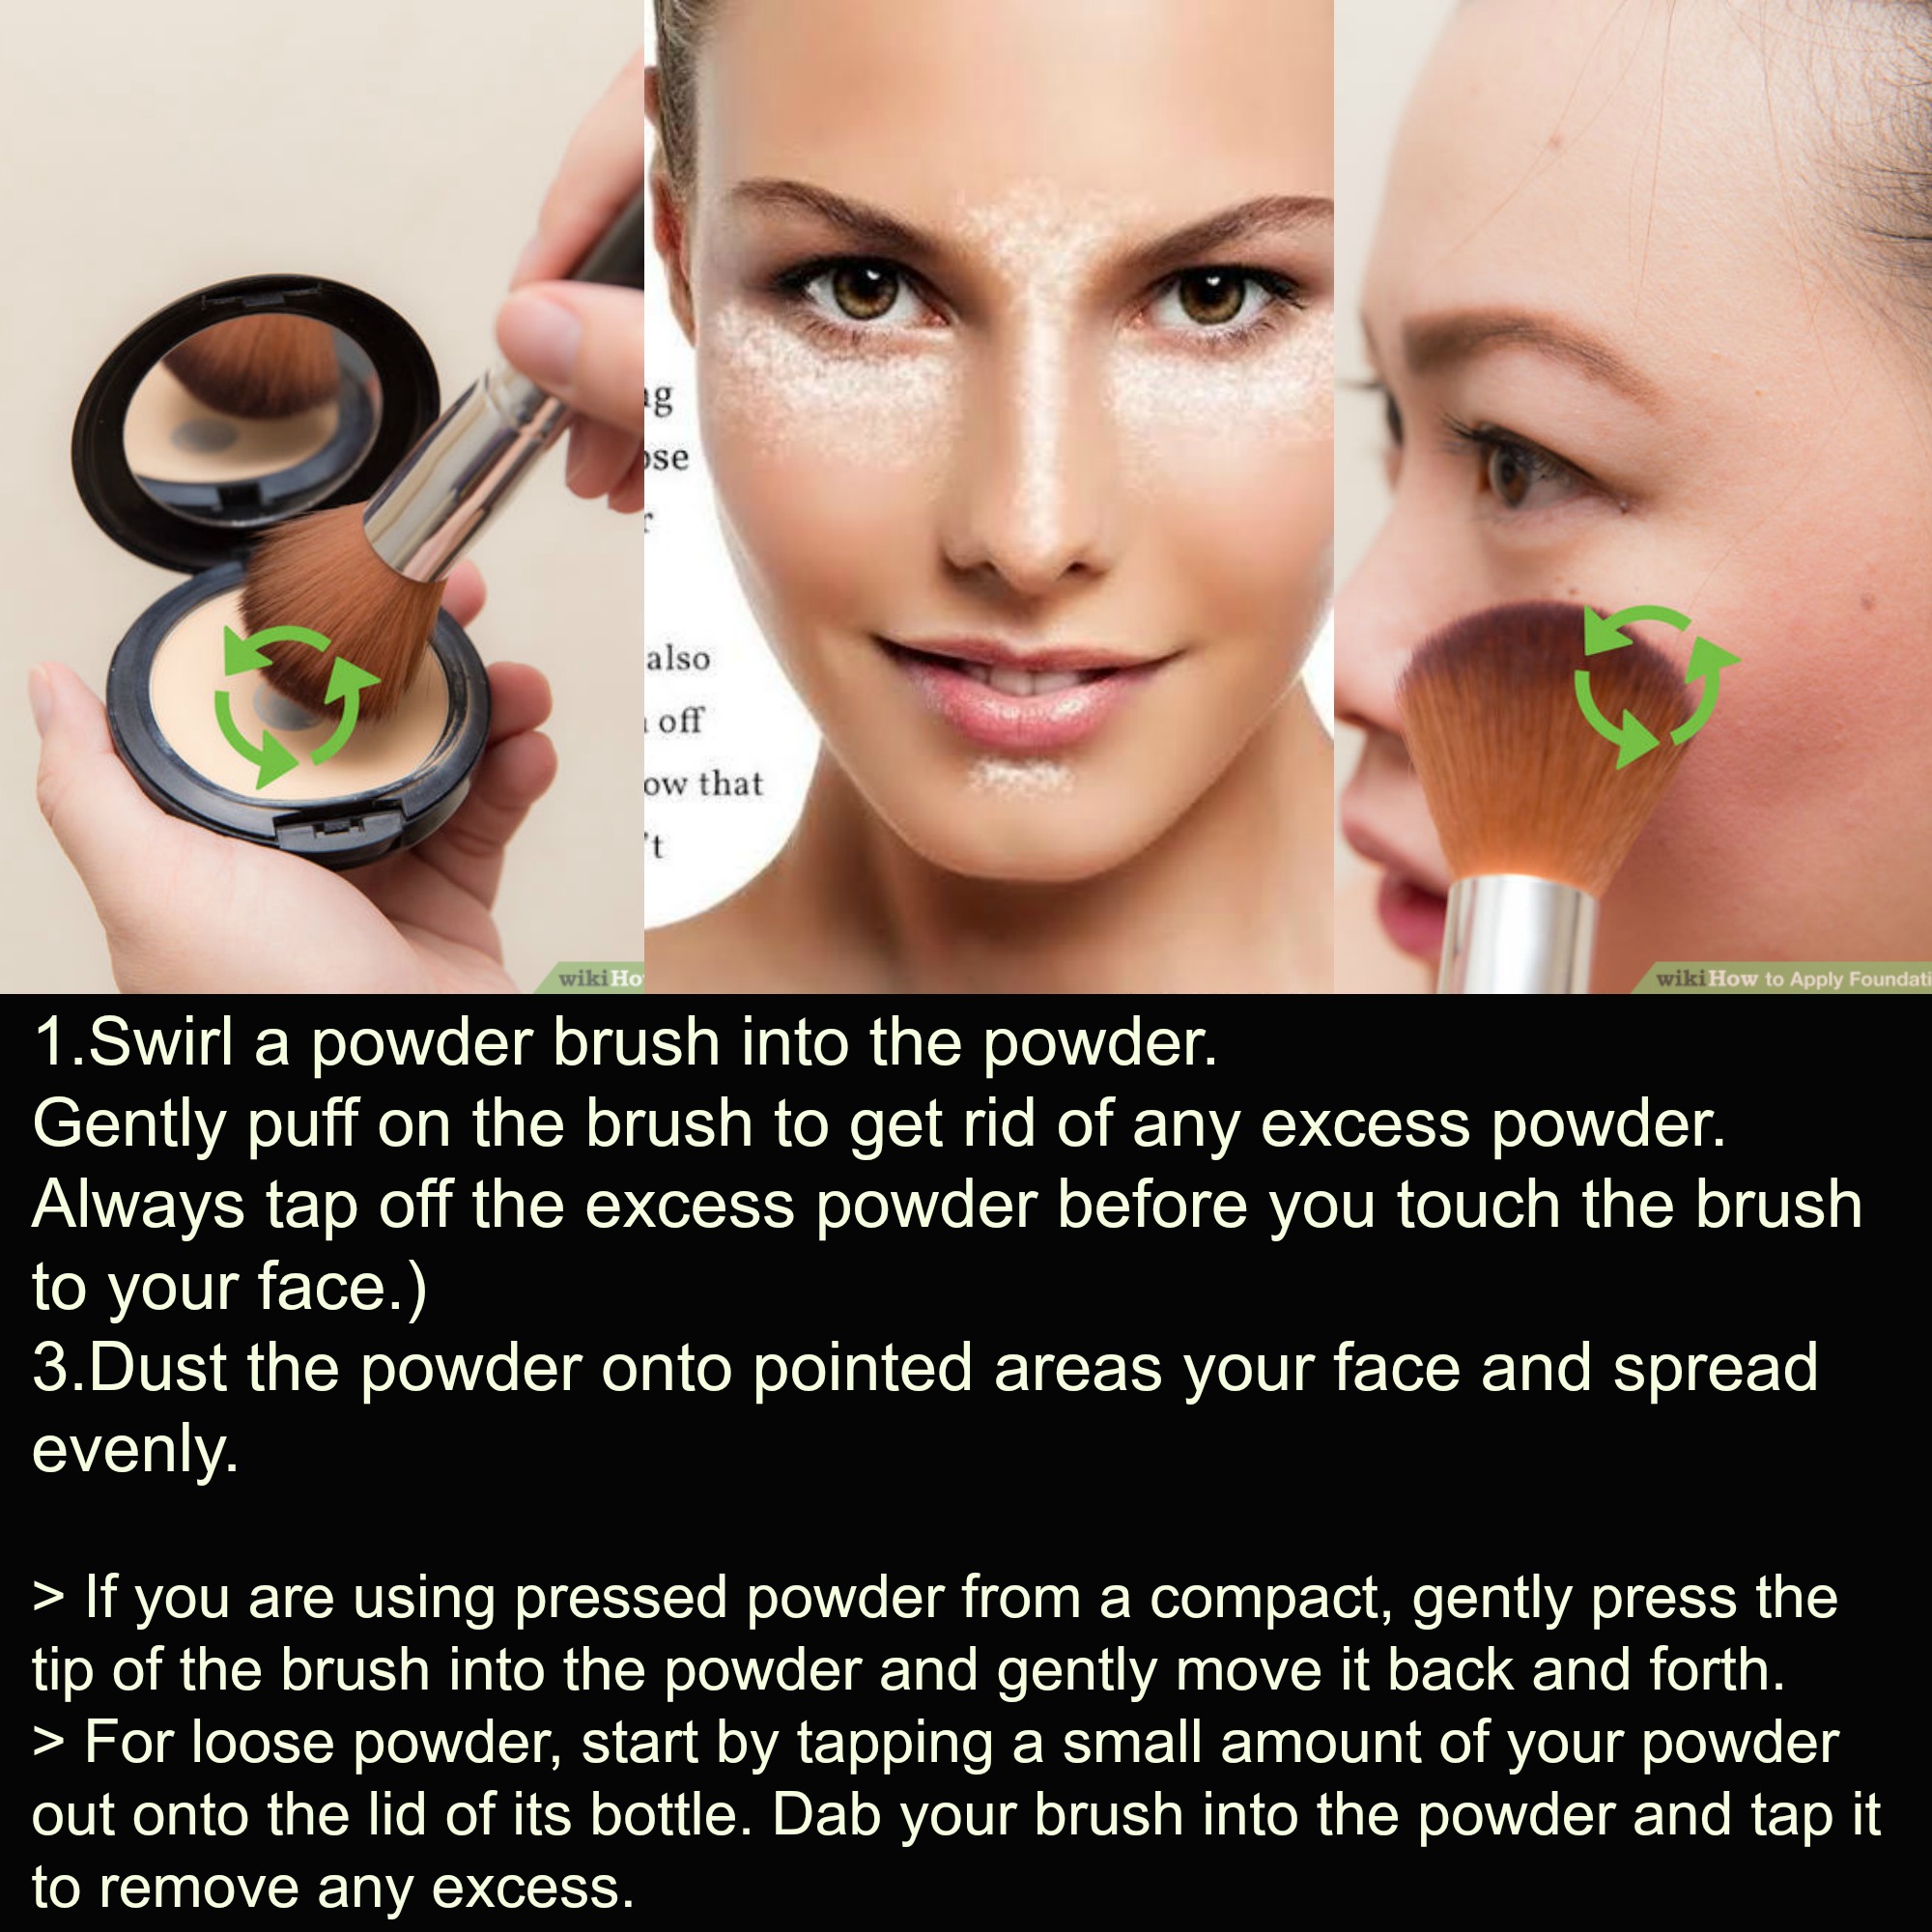 ng
ose
r
also
off
ow that
't
wikiHo
wikiHow to Apply Foundati
1.Swirl a powder brush into the powder.
Gently puff on the brush to get rid of any excess powder.
Always tap off the excess powder before you touch the brush
to your face.)
3.Dust the powder onto pointed areas your face and spread
evenly.
> If you are using pressed powder from a compact, gently press the
tip of the brush into the powder and gently move it back and forth.
> For loose powder, start by tapping a small amount of your powder
out onto the lid of its bottle. Dab your brush into the powder and tap it
to remove any excess.